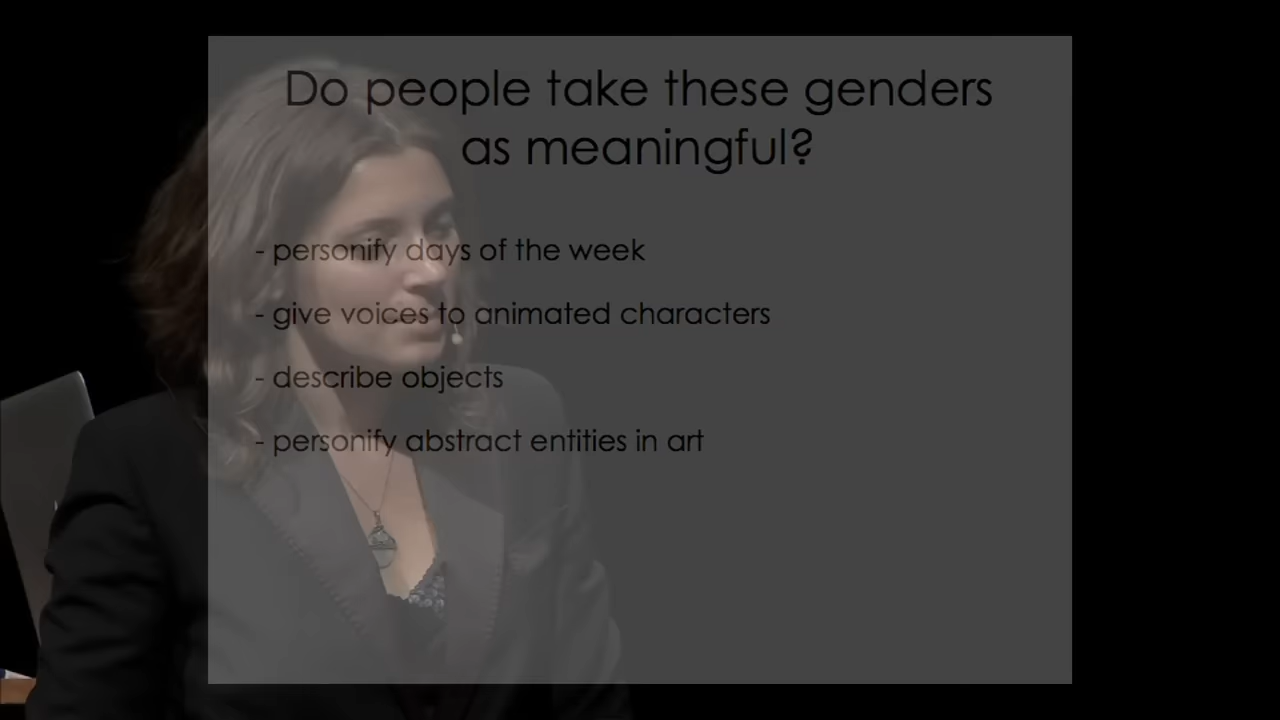 Do people take these genders
as meaningful?
- personify days of the week
- give voices to animated characters
- describe objects
- personify abstract entities in art